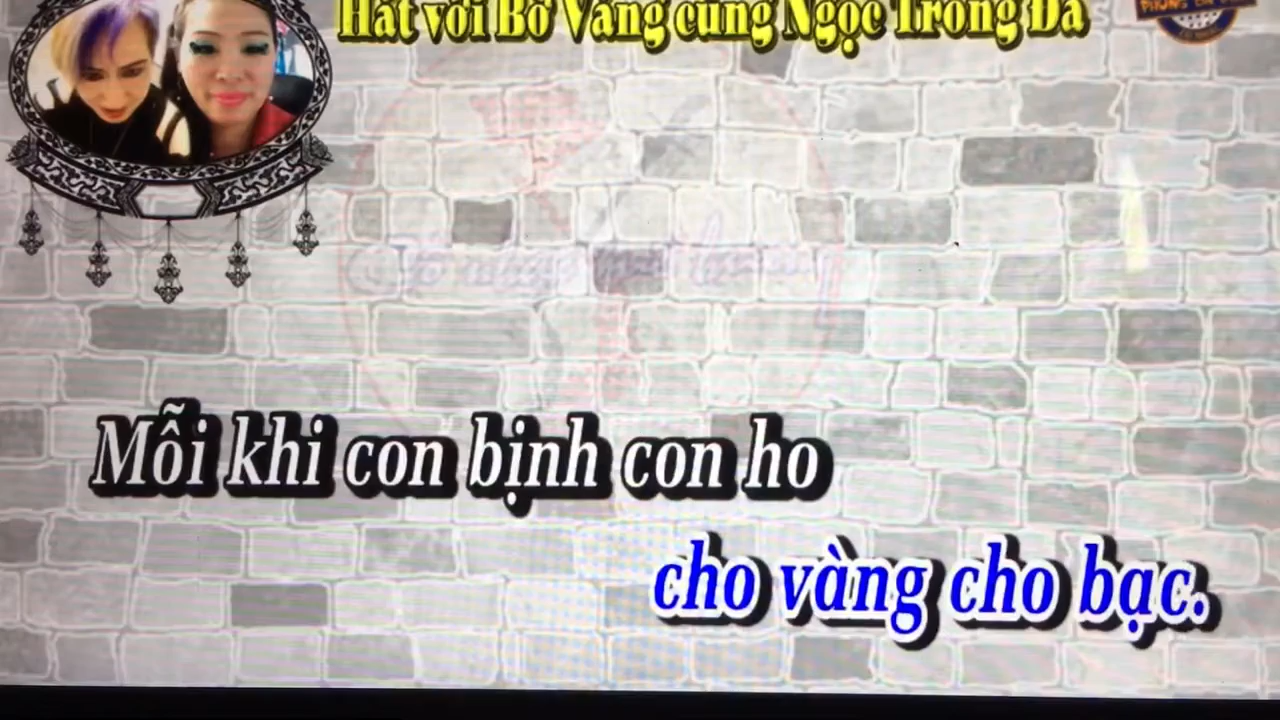 Hát với Bờ Vàng cùng Ngọc Trong Đá
Mỗi khi con bịnh con ho
cho vàng cho bạc.